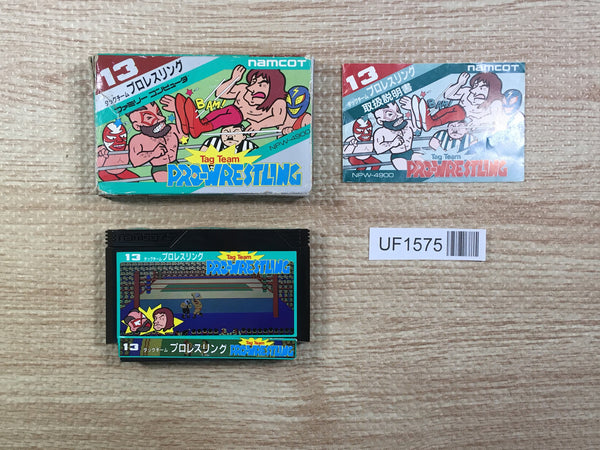 13
タッグチーム プロレスリング
ファミリー コンピュータ
namcot
BAM!
NPW-4900
Tag Team
PRO-WRESTLING
13
タッグチーム プロレスリング
取扱説明書
namcot
BAM!
NPW-4900
Tag Team
PRO-WRESTLING
UF1575
namcot
13 タッグチーム プロレスリング
Tag Team
PRO-WRESTLING
13 タッグチーム プロレスリング
Tag Team
PRO-WRESTLING